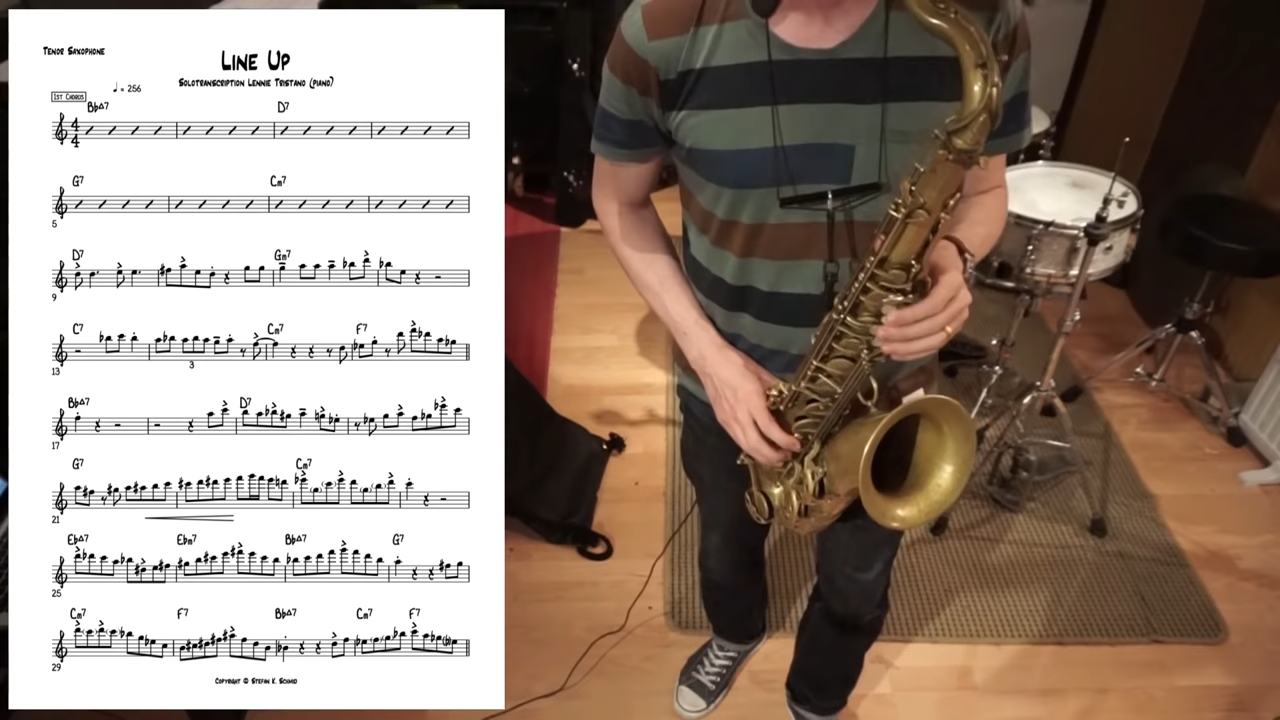 Tenor Saxophone
Line Up
Solotranscription Lennie Tristano (piano)
♩ = 256
1st Chorus
B♭Δ7 D7
4
4
G7 Cm7
5
D7 Gm7
9
C7 Cm7 F7
3
13
B♭Δ7 D7
17
G7 Cm7
21
E♭Δ7 E♭m7 B♭Δ7 G7
25
Cm7 F7 B♭Δ7 Cm7 F7
29
Copyright © Stefan K. Schmid